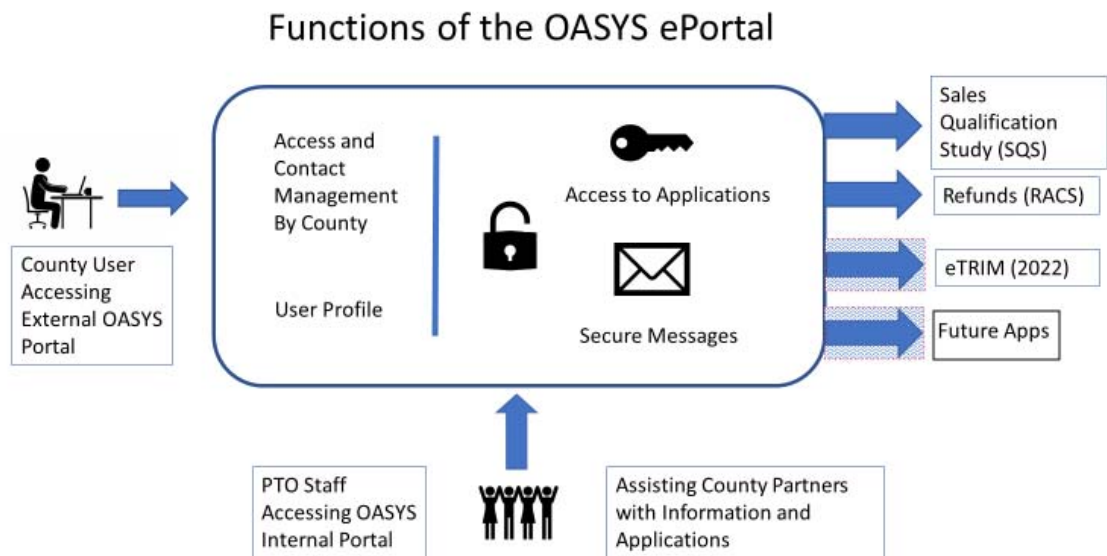 Functions of the OASYS ePortal
County User
Accessing
External OASYS
Portal
Access and
Contact
Management
By County
User Profile
Access to Applications
Secure Messages
Sales
Qualification
Study (SQS)
Refunds (RACS)
eTRIM (2022)
Future Apps
PTO Staff
Accessing OASYS
Internal Portal
Assisting County Partners
with Information and
Applications